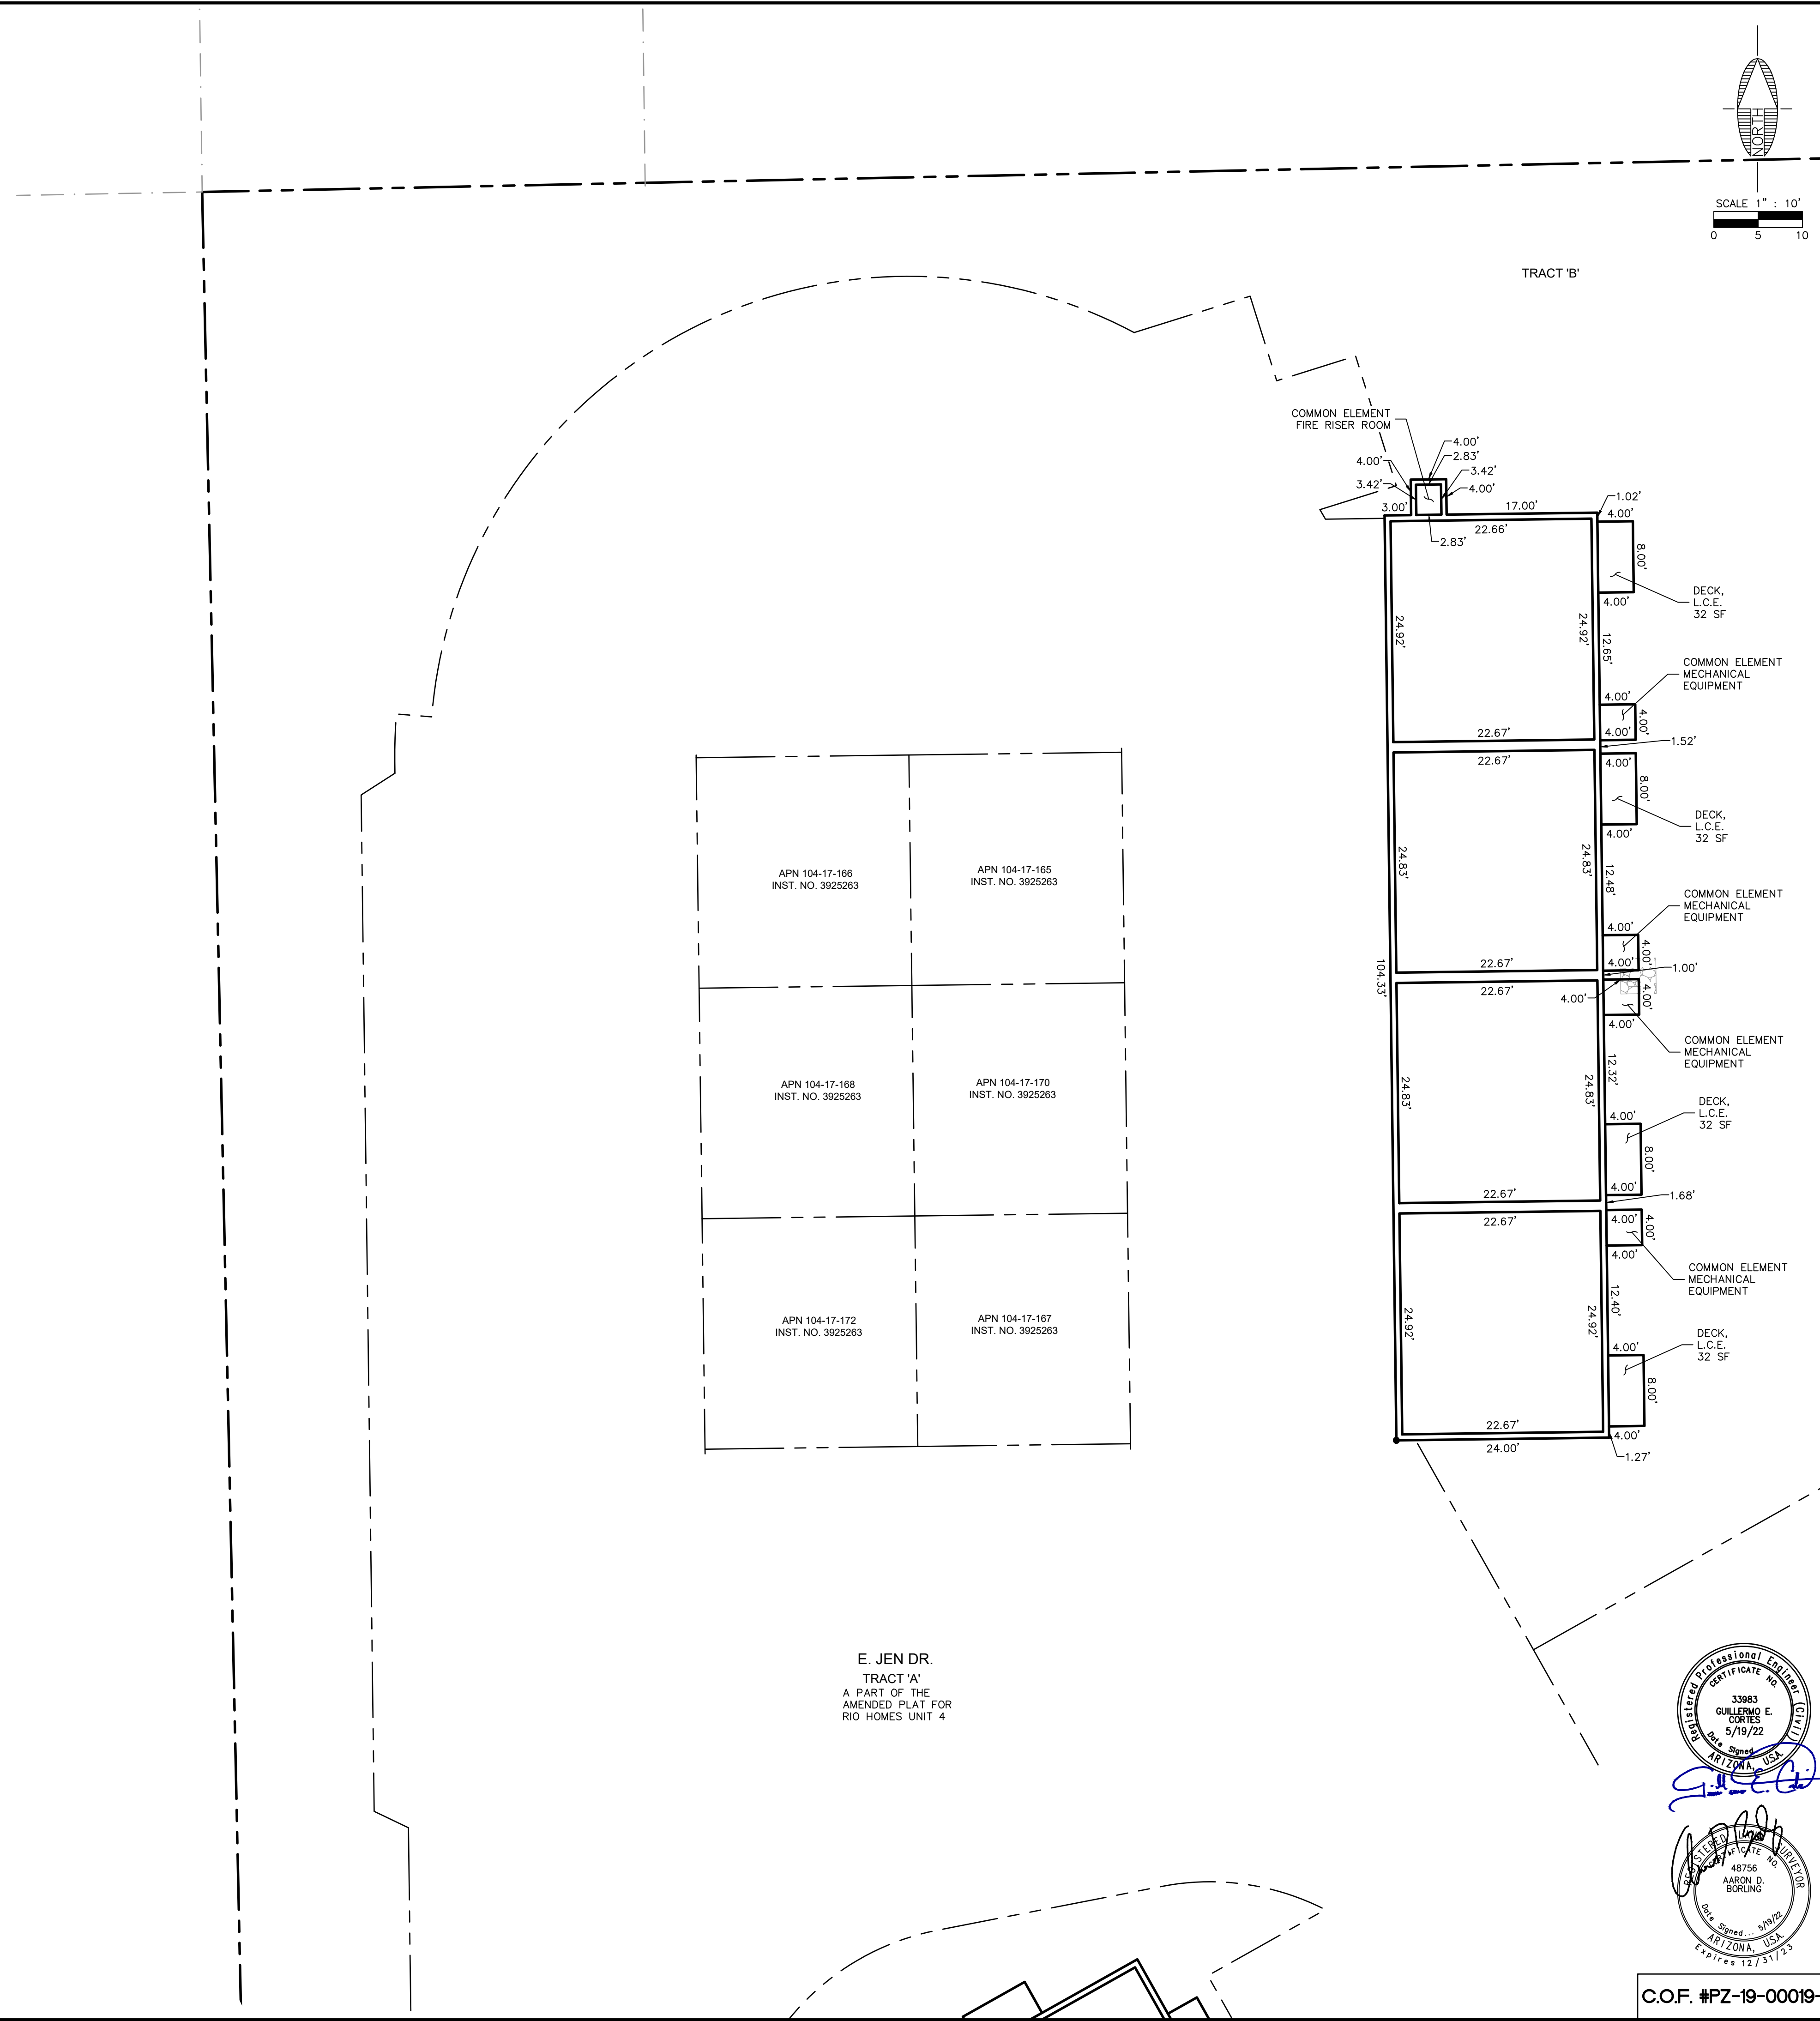 NORTH
SCALE 1" : 10'
0 5 10
TRACT 'B'
COMMON ELEMENT
FIRE RISER ROOM
4.00'
2.83'
4.00'
3.42'
3.42'
4.00'
3.00'
17.00'
1.02'
4.00'
22.66'
2.83'
8.00'
DECK,
L.C.E.
32 SF
4.00'
24.92'
24.92'
12.65'
COMMON ELEMENT
MECHANICAL
EQUIPMENT
4.00'
4.00'
4.00'
22.67'
1.52'
22.67'
4.00'
8.00'
DECK,
L.C.E.
32 SF
4.00'
24.83'
24.83'
12.48'
COMMON ELEMENT
MECHANICAL
EQUIPMENT
4.00'
4.00'
4.00'
22.67'
1.00'
104.33'
22.67'
4.00'
4.00'
4.00'
COMMON ELEMENT
MECHANICAL
EQUIPMENT
12.32'
24.83'
24.83'
DECK,
L.C.E.
32 SF
4.00'
8.00'
4.00'
22.67'
1.68'
22.67'
4.00'
4.00'
4.00'
COMMON ELEMENT
MECHANICAL
EQUIPMENT
12.40'
24.92'
24.92'
DECK,
L.C.E.
32 SF
4.00'
8.00'
22.67'
4.00'
24.00'
1.27'
APN 104-17-166
INST. NO. 3925263
APN 104-17-165
INST. NO. 3925263
APN 104-17-168
INST. NO. 3925263
APN 104-17-170
INST. NO. 3925263
APN 104-17-172
INST. NO. 3925263
APN 104-17-167
INST. NO. 3925263
E. JEN DR.
TRACT 'A'
A PART OF THE
AMENDED PLAT FOR
RIO HOMES UNIT 4
Registered Professional Engineer (Civil)
CERTIFICATE NO.
33983
GUILLERMO E.
CORTES
5/19/22
Date Signed
ARIZONA, U.S.A.
REGISTERED LAND SURVEYOR
CERTIFICATE NO.
48756
AARON D.
BORLING
Date Signed... 5/19/22
ARIZONA, USA.
Expires 12/31/23
C.O.F. #PZ-19-00019-